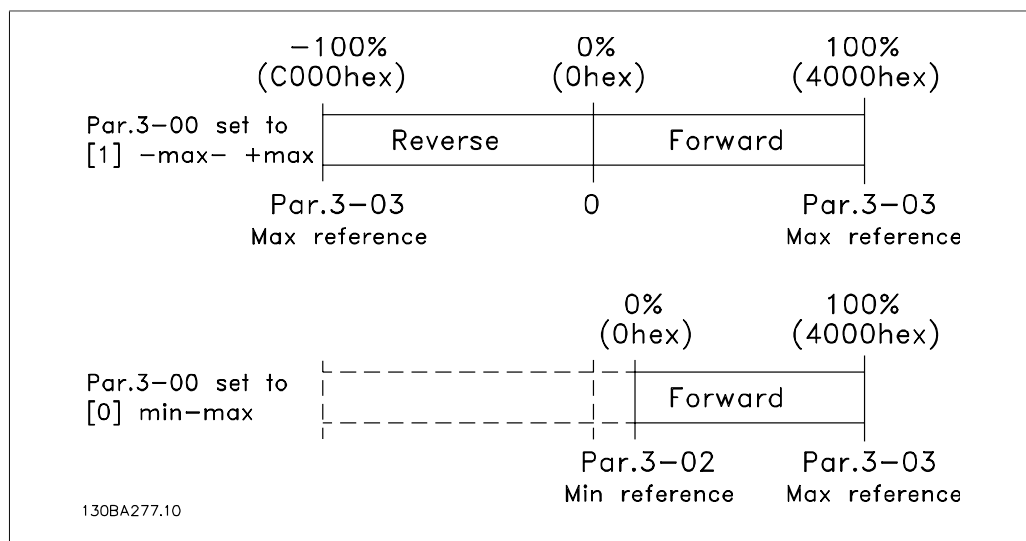 -100% 0% 100%
(C000hex) (0hex) (4000hex)
Par.3-00 set to
[1] -max- +max
Reverse Forward
Par.3-03 0 Par.3-03
Max reference Max reference
0% 100%
(0hex) (4000hex)
Par.3-00 set to
[0] min-max
Forward
Par.3-02 Par.3-03
Min reference Max reference
130BA277.10